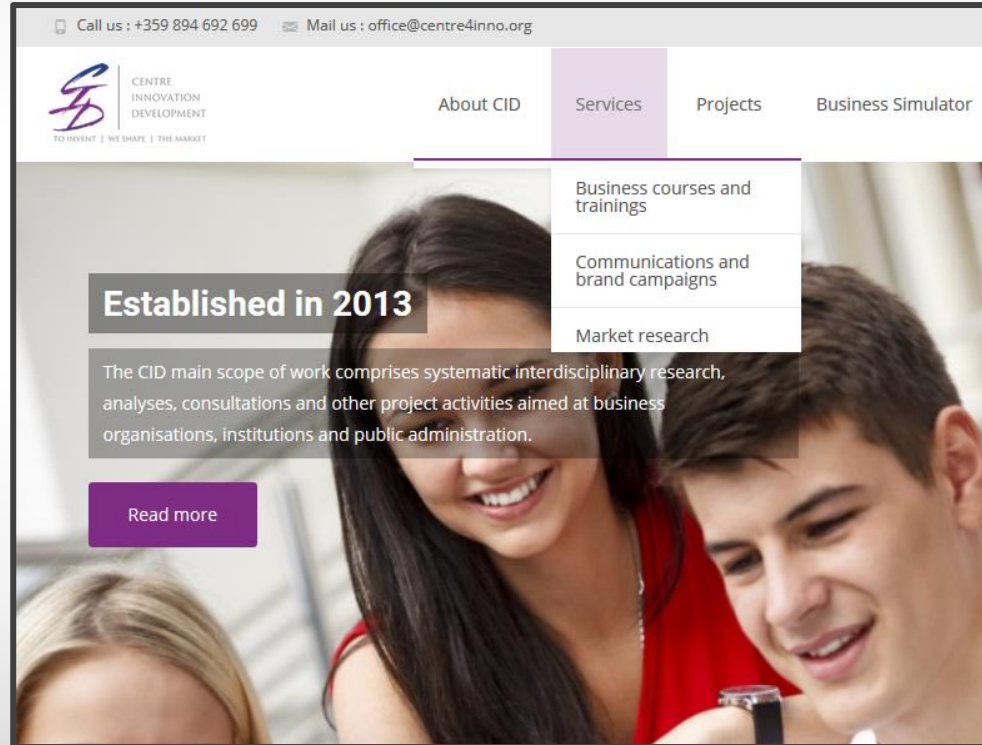 Call us : +359 894 692 699 Mail us : office@centre4inno.org
CENTRE
INNOVATION
DEVELOPMENT
TO INVENT | WE SHAPE | THE MARKET
About CID Services Projects Business Simulator
Business courses and
trainings
Communications and
brand campaigns
Market research
Established in 2013
The CID main scope of work comprises systematic interdisciplinary research,
analyses, consultations and other project activities aimed at business
organisations, institutions and public administration.
Read more